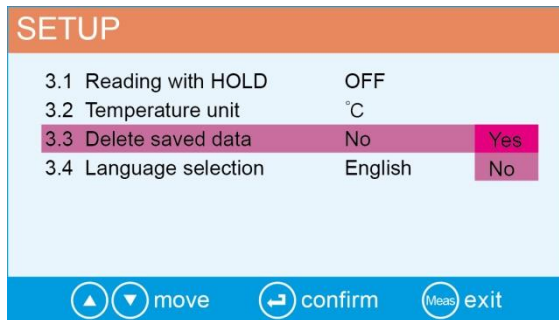 SETUP
3.1 Reading with HOLD OFF
3.2 Temperature unit °C
3.3 Delete saved data No Yes
3.4 Language selection English No
move confirm Meas exit